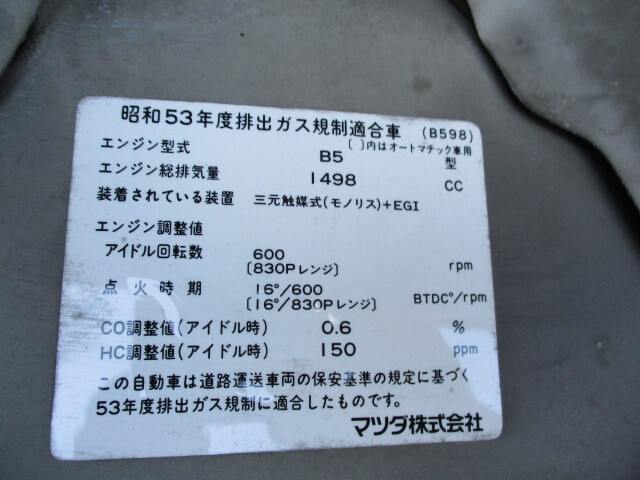 昭和53年度排出ガス規制適合車 (B598)
〔 〕内はオートマチック車用
エンジン型式 B5 型
エンジン総排気量 1498 CC
装着されている装置 三元触媒式(モノリス)+EGI
エンジン調整値
アイドル回転数 600 rpm
〔830Pレンジ〕
点火時期 16°/600 BTDC°/rpm
〔16°/830Pレンジ〕
CO調整値(アイドル時) 0.6 %
HC調整値(アイドル時) 150 ppm
この自動車は道路運送車両の保安基準の規定に基づく
53年度排出ガス規制に適合したものです。
マツダ株式会社